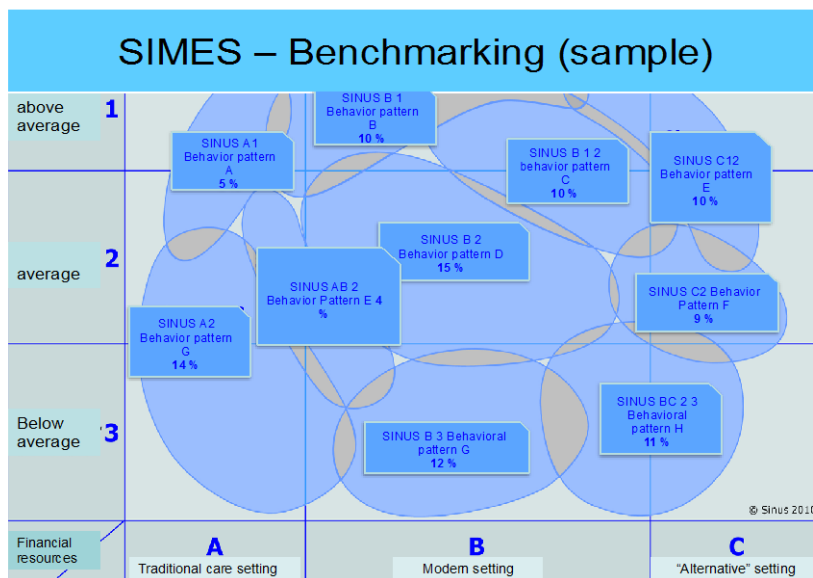 SIMES – Benchmarking (sample)
above
average
1
SINUS A1
Behavior pattern
A
5 %
SINUS B 1
Behavior pattern
B
10 %
SINUS B 1 2
behavior pattern
C
10 %
SINUS C12
Behavior pattern
E
10 %
average
2
SINUS AB 2
Behavior Pattern E 4
%
SINUS B 2
Behavior pattern D
15 %
SINUS C2 Behavior
Pattern F
9 %
SINUS A2
Behavior pattern
G
14 %
Below
average
3
SINUS B 3 Behavioral
pattern G
12 %
SINUS BC 2 3
Behavioral
pattern H
11 %
© Sinus 2010
Financial
resources
A
Traditional care setting
B
Modern setting
C
"Alternative" setting